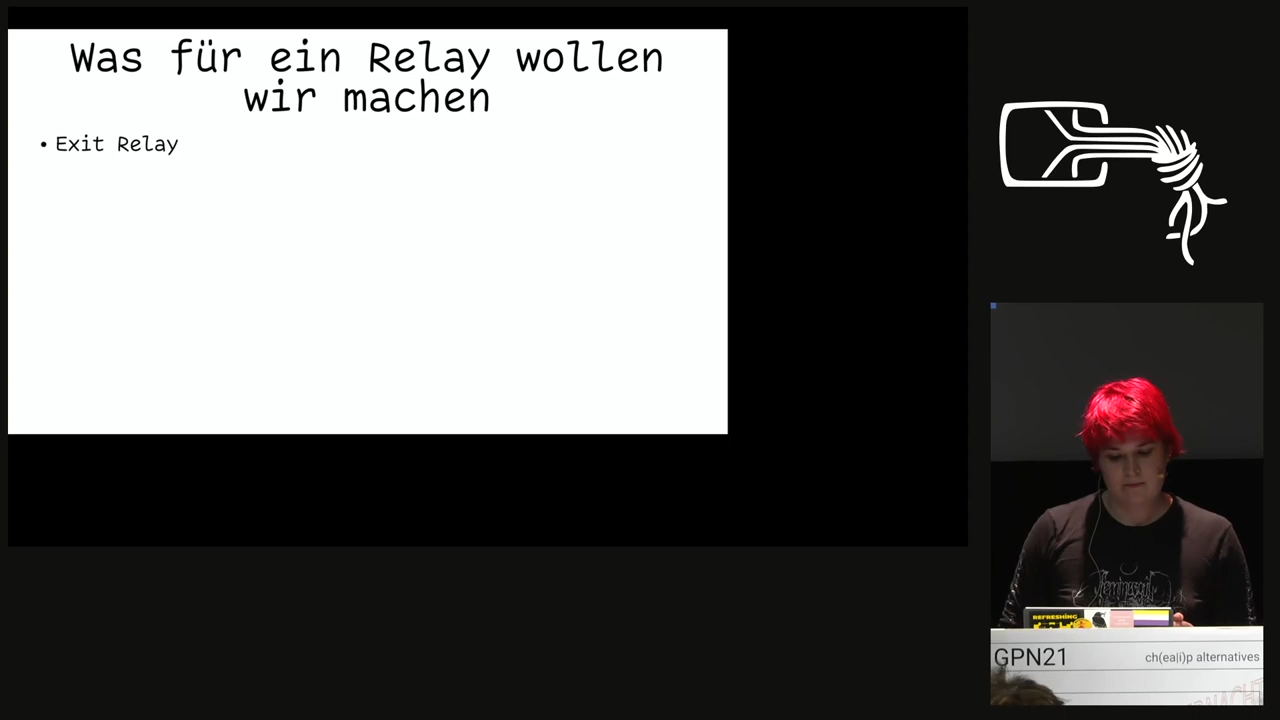 Was für ein Relay wollen
wir machen
• Exit Relay
REFRESHING
GPN21
ch(ea|i)p alternatives